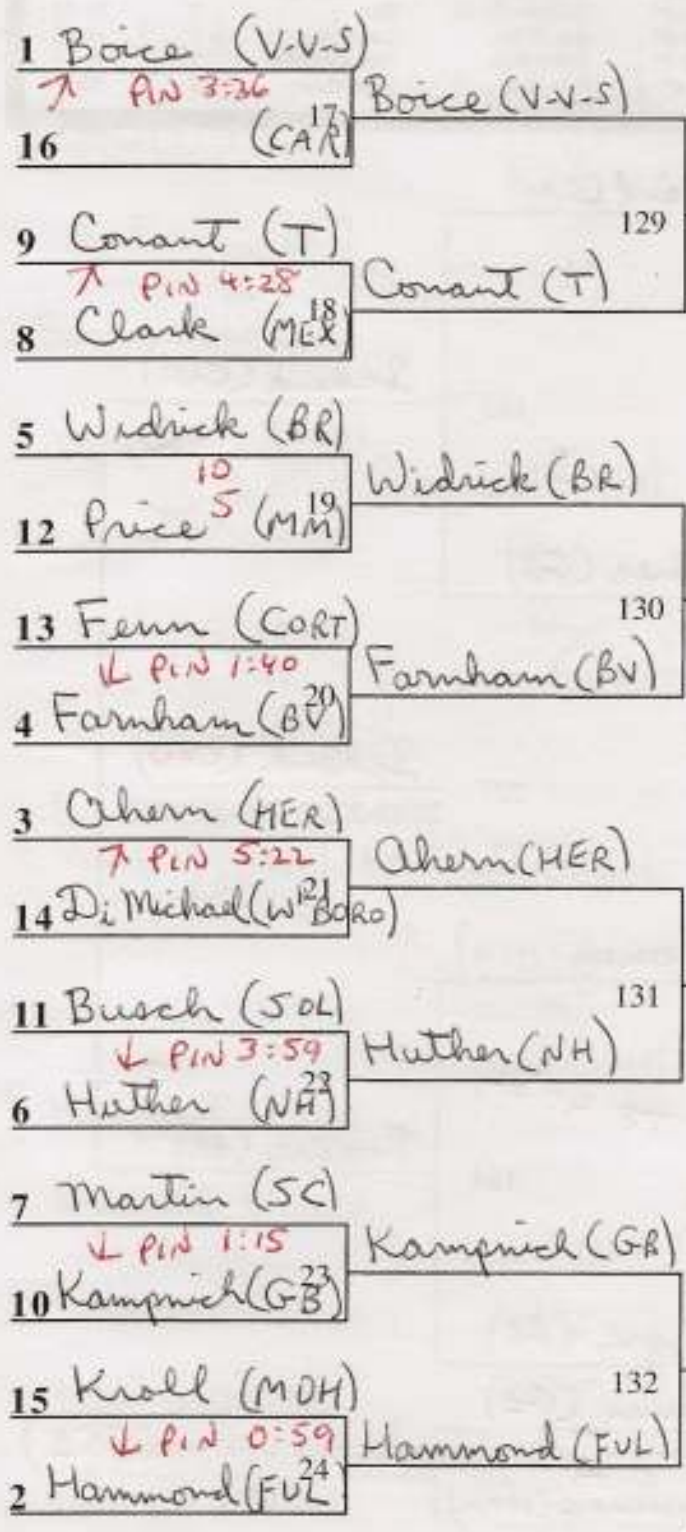 1 Boice (V-V-S)
↗ PIN 3:36
Boice (V-V-S)
17
16 (CAR)
129
9 Conant (T)
↗ PIN 4:28
Conant (T)
18
8 Clark (MEX)
5 Widrick (BR)
10
Widrick (BR)
5 19
12 Price (MM)
130
13 Fenn (CORT)
↓ PIN 1:40
Farnham (BV)
20
4 Farnham (BV)
3 Ahern (HER)
↗ PIN 5:22
Ahern (HER)
14 Di Michael (W'BORO)
131
11 Busch (SOL)
↓ PIN 3:59
Huther (NH)
6 Huther (NH)
7 Martin (SC)
↓ PIN 1:15
Kampnich (GB)
23
10 Kampnich (GB)
132
15 Kroll (MDH)
↓ PIN 0:59
Hammond (FUL)
24
2 Hammond (FUL)